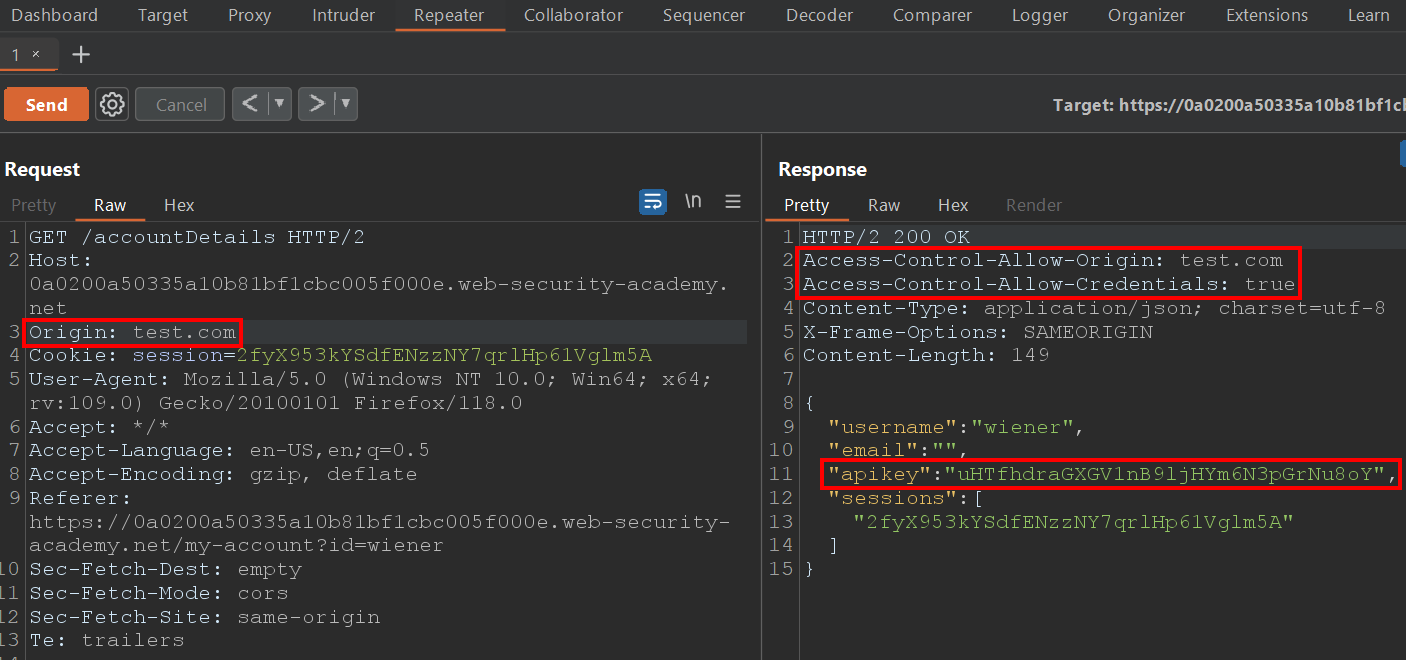 Dashboard Target Proxy Intruder Repeater Collaborator Sequencer Decoder Comparer Logger Organizer Extensions Learn
1 × +
Send Cancel < ▼ > ▼ Target: https://0a0200a50335a10b81bf1c
Request
Pretty Raw Hex \n
1 GET /accountDetails HTTP/2
2 Host:
0a0200a50335a10b81bf1cbc005f000e.web-security-academy.
net
3 Origin: test.com
4 Cookie: session=2fyX953kYSdfENzzNY7qrlHp61Vglm5A
5 User-Agent: Mozilla/5.0 (Windows NT 10.0; Win64; x64;
rv:109.0) Gecko/20100101 Firefox/118.0
6 Accept: */*
7 Accept-Language: en-US,en;q=0.5
8 Accept-Encoding: gzip, deflate
9 Referer:
https://0a0200a50335a10b81bf1cbc005f000e.web-security-
academy.net/my-account?id=wiener
10 Sec-Fetch-Dest: empty
11 Sec-Fetch-Mode: cors
12 Sec-Fetch-Site: same-origin
13 Te: trailers
Response
Pretty Raw Hex Render
1 HTTP/2 200 OK
2 Access-Control-Allow-Origin: test.com
3 Access-Control-Allow-Credentials: true
4 Content-Type: application/json; charset=utf-8
5 X-Frame-Options: SAMEORIGIN
6 Content-Length: 149
7
8 {
9 "username":"wiener",
10 "email":"",
11 "apikey":"uHTfhdraGXGV1nB9ljHYm6N3pGrNu8oY",
12 "sessions":[
13 "2fyX953kYSdfENzzNY7qrlHp61Vglm5A"
14 ]
15 }